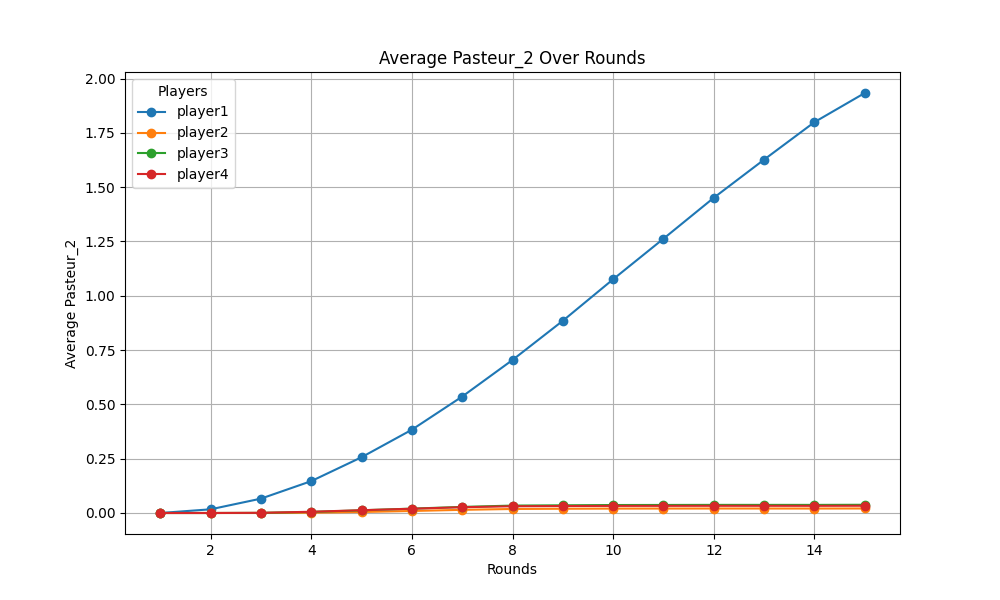 Average Pasteur_2 Over Rounds
Players
player1
player2
player3
player4
Average Pasteur_2
2.00
1.75
1.50
1.25
1.00
0.75
0.50
0.25
0.00
2 4 6 8 10 12 14
Rounds